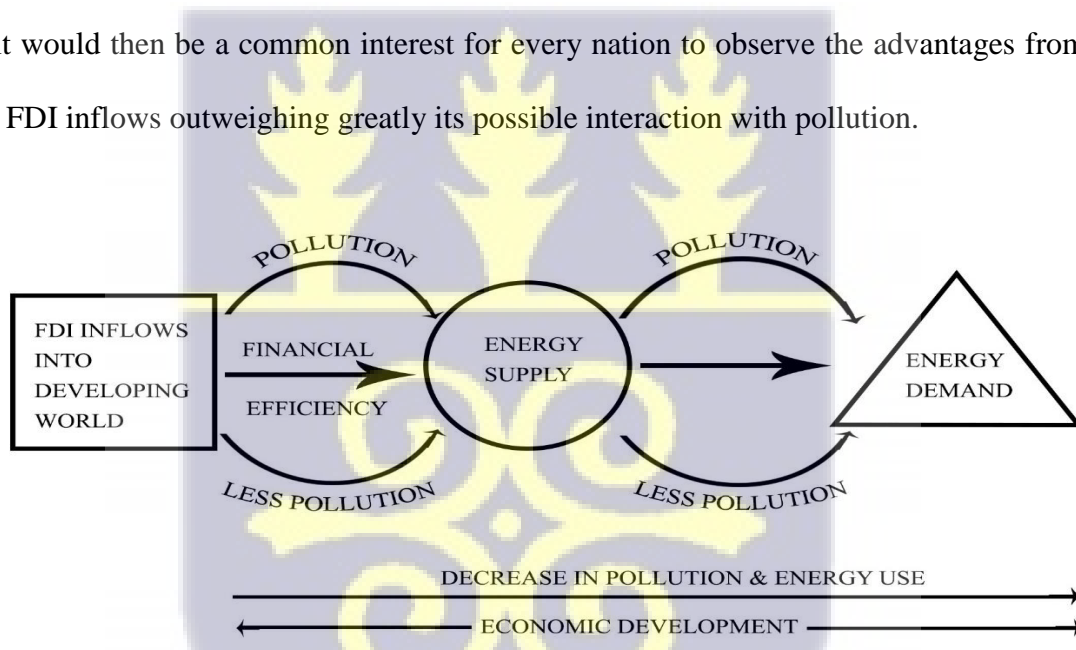 it would then be a common interest for every nation to observe the advantages from
FDI inflows outweighing greatly its possible interaction with pollution.
POLLUTION
POLLUTION
FDI INFLOWS
INTO
DEVELOPING
WORLD
FINANCIAL
EFFICIENCY
ENERGY
SUPPLY
ENERGY
DEMAND
LESS POLLUTION
LESS POLLUTION
DECREASE IN POLLUTION & ENERGY USE
ECONOMIC DEVELOPMENT